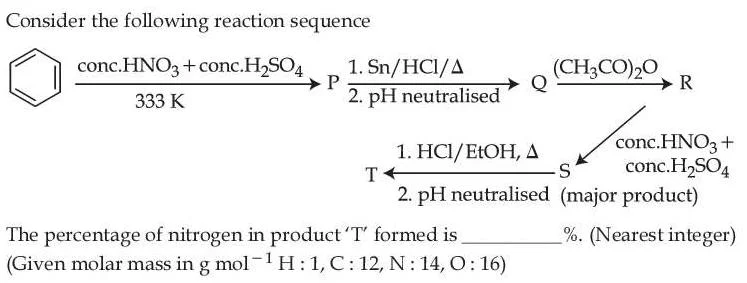 Consider the following reaction sequence
conc.HNO₃+conc.H₂SO₄
333 K
P
1. Sn/HCl/Δ
2. pH neutralised
Q
(CH₃CO)₂O
R
conc.HNO₃+
conc.H₂SO₄
S
(major product)
1. HCl/EtOH, Δ
2. pH neutralised
T
The percentage of nitrogen in product ‘T’ formed is __________%. (Nearest integer)
(Given molar mass in g mol⁻¹ H : 1, C : 12, N : 14, O : 16)